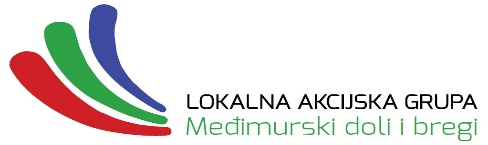 LOKALNA AKCIJSKA GRUPA
Međimurski doli i bregi